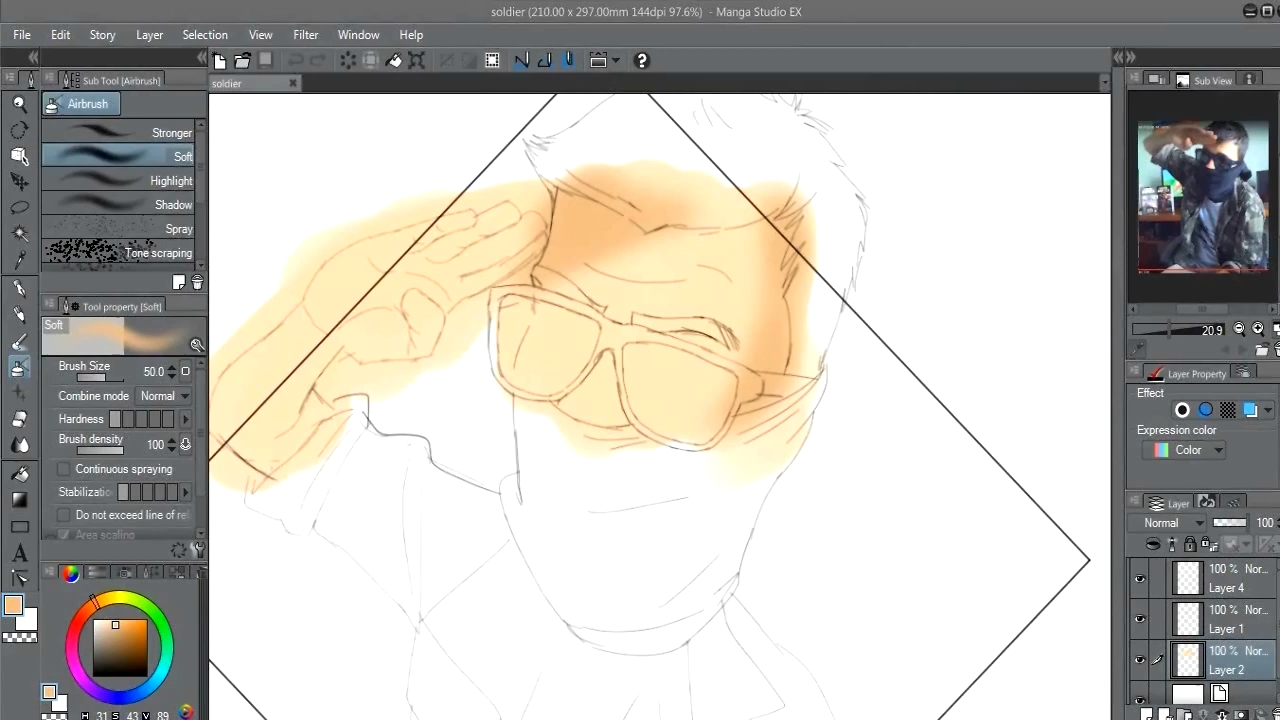 soldier (210.00 x 297.00mm 144dpi 97.6%) - Manga Studio EX
File Edit Story Layer Selection View Filter Window Help
Sub Tool [Airbrush]
soldier
Sub View
Airbrush
Stronger
Soft
Highlight
Shadow
Spray
Tone scraping
Tool property [Soft]
Soft
Brush Size 50.0
Combine mode Normal
Hardness
Brush density 100
Continuous spraying
Stabilizatio
Do not exceed line of re
Area scaling
H 31 S 43 V 89
20.9
Layer Property
Effect
Expression color
Color
Layer
Normal 100
100 % Nor...
Layer 4
100 % Nor...
Layer 1
100 % Nor...
Layer 2